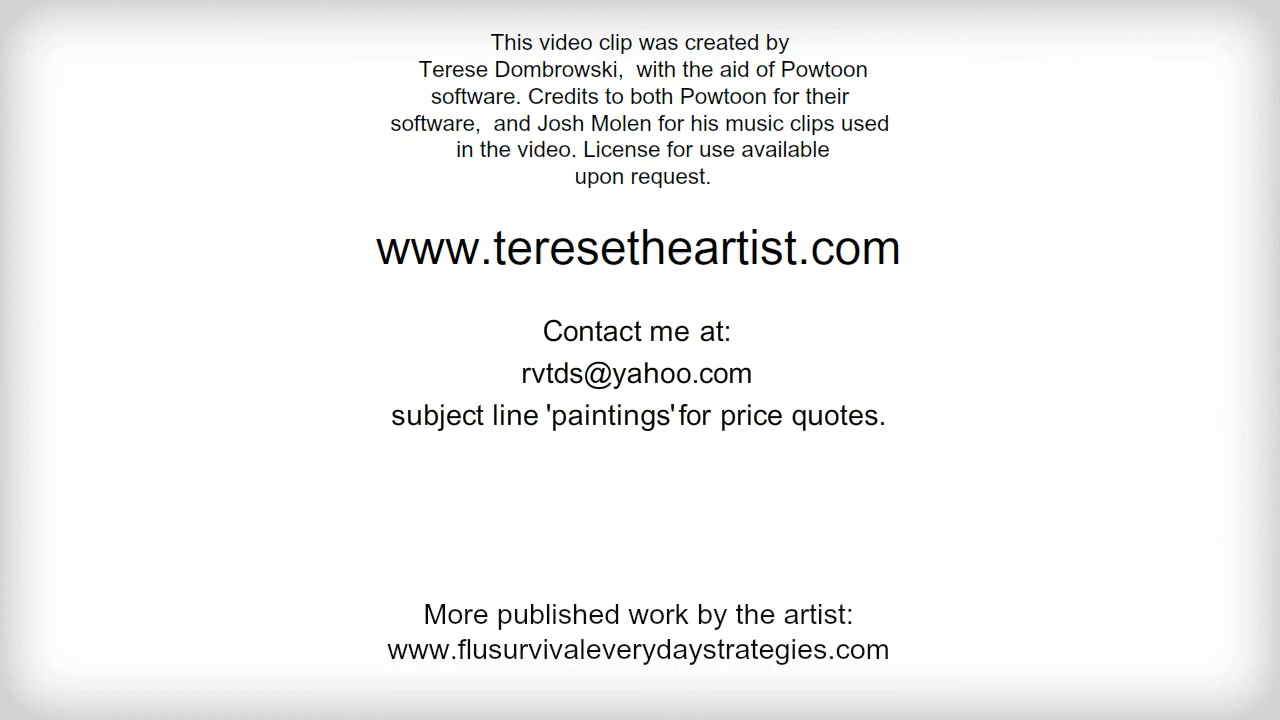 This video clip was created by
Terese Dombrowski,  with the aid of Powtoon
software. Credits to both Powtoon for their
software,  and Josh Molen for his music clips used
in the video. License for use available
upon request.
www.teresetheartist.com
Contact me at:
rvtds@yahoo.com
subject line 'paintings' for price quotes.
More published work by the artist:
www.flusurvivaleverydaystrategies.com